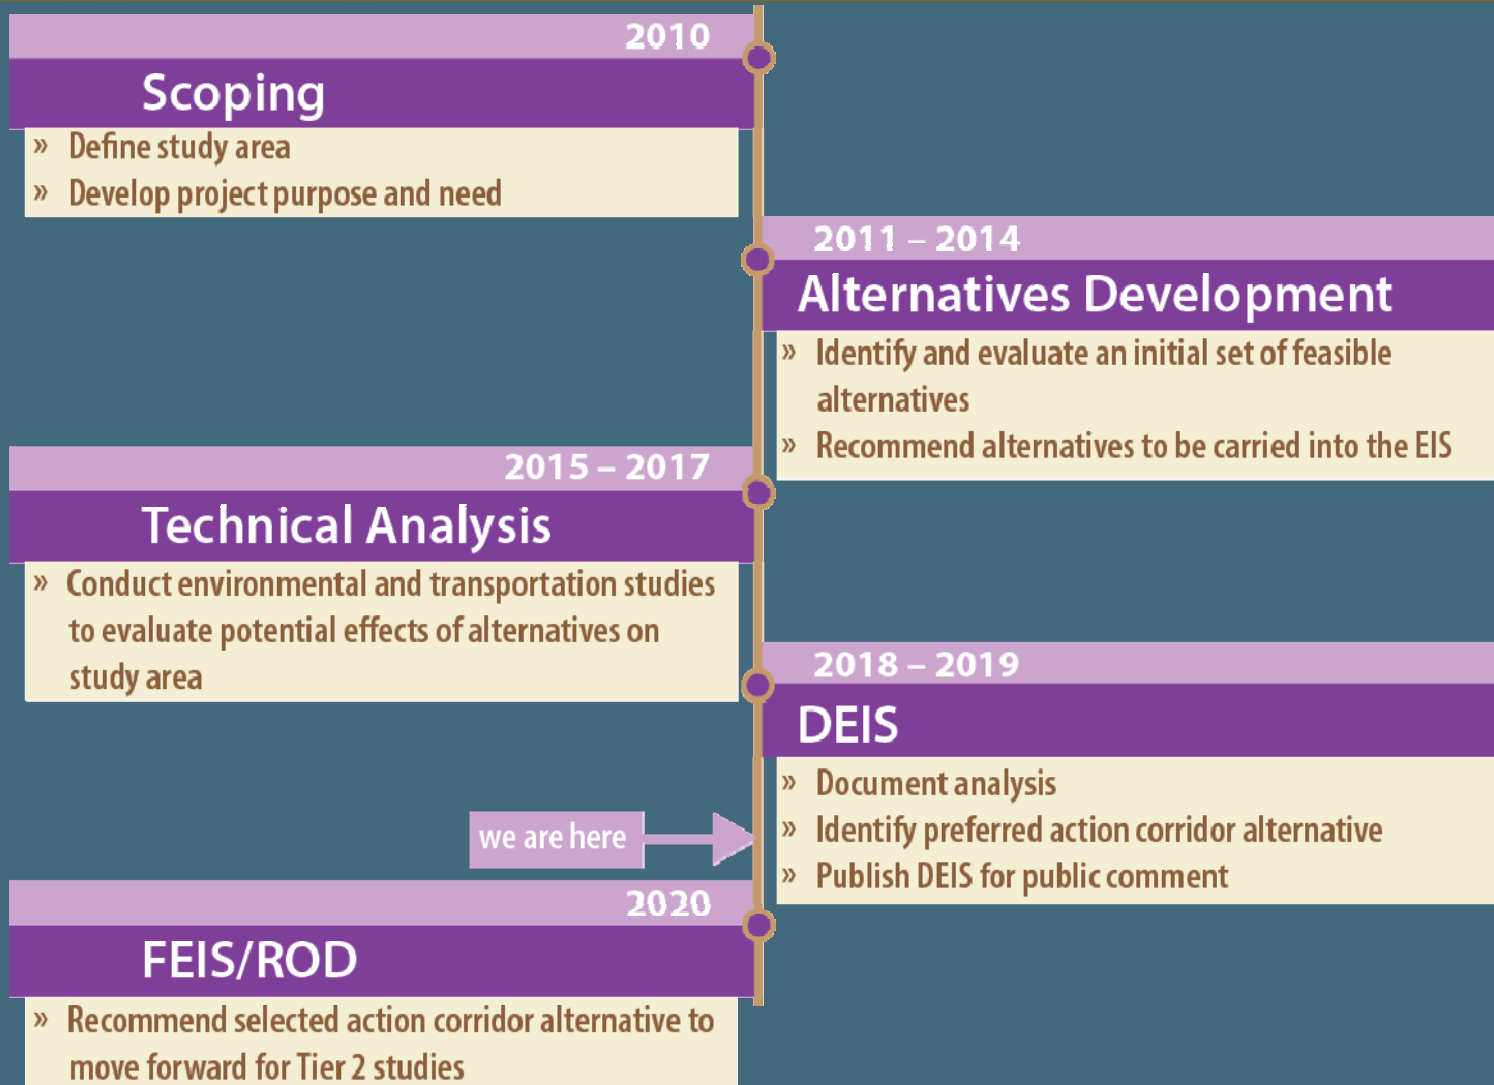 2010
Scoping
» Define study area
» Develop project purpose and need
2011 – 2014
Alternatives Development
» Identify and evaluate an initial set of feasible
alternatives
» Recommend alternatives to be carried into the EIS
2015 – 2017
Technical Analysis
» Conduct environmental and transportation studies
to evaluate potential effects of alternatives on
study area
2018 – 2019
DEIS
» Document analysis
» Identify preferred action corridor alternative
» Publish DEIS for public comment
we are here
2020
FEIS/ROD
» Recommend selected action corridor alternative to
move forward for Tier 2 studies